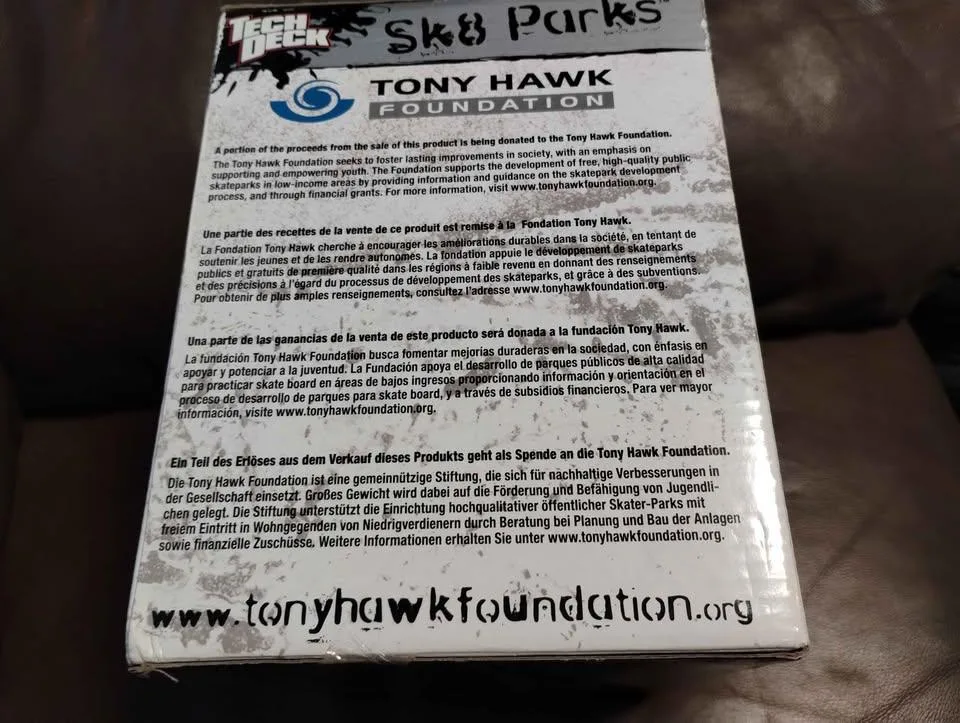 TECH DECK
Sk8 Parks™
TONY HAWK
FOUNDATION
A portion of the proceeds from the sale of this product is being donated to the Tony Hawk Foundation.
The Tony Hawk Foundation seeks to foster lasting improvements in society, with an emphasis on
supporting and empowering youth. The Foundation supports the development of free, high-quality public
skateparks in low-income areas by providing information and guidance on the skatepark development
process, and through financial grants. For more information, visit www.tonyhawkfoundation.org.
Une partie des recettes de la vente de ce produit est remise à la Fondation Tony Hawk.
La Fondation Tony Hawk cherche à encourager les améliorations durables dans la société, en tentant de
soutenir les jeunes et de les rendre autonomes. La fondation appuie le développement de skateparks
publics et gratuits de première qualité dans les régions à faible revenu en donnant des renseignements
et des précisions à l'égard du processus de développement des skateparks, et grâce à des subventions.
Pour obtenir de plus amples renseignements, consultez l'adresse www.tonyhawkfoundation.org.
Una parte de las ganancias de la venta de este producto será donada a la fundación Tony Hawk.
La fundación Tony Hawk Foundation busca fomentar mejorías duraderas en la sociedad, con énfasis en
apoyar y potenciar a la juventud. La Fundación apoya el desarrollo de parques públicos de alta calidad
para practicar skate board en áreas de bajos ingresos proporcionando información y orientación en el
proceso de desarrollo de parques para skate board, y a través de subsidios financieros. Para ver mayor
información, visite www.tonyhawkfoundation.org.
Ein Teil des Erlöses aus dem Verkauf dieses Produkts geht als Spende an die Tony Hawk Foundation.
Die Tony Hawk Foundation ist eine gemeinnützige Stiftung, die sich für nachhaltige Verbesserungen in
der Gesellschaft einsetzt. Großes Gewicht wird dabei auf die Förderung und Befähigung von Jugendli-
chen gelegt. Die Stiftung unterstützt die Einrichtung hochqualitativer öffentlicher Skater-Parks mit
freiem Eintritt in Wohngegenden von Niedrigverdienern durch Beratung bei Planung und Bau der Anlagen
sowie finanzielle Zuschüsse. Weitere Informationen erhalten Sie unter www.tonyhawkfoundation.org.
www.tonyhawkfoundation.org